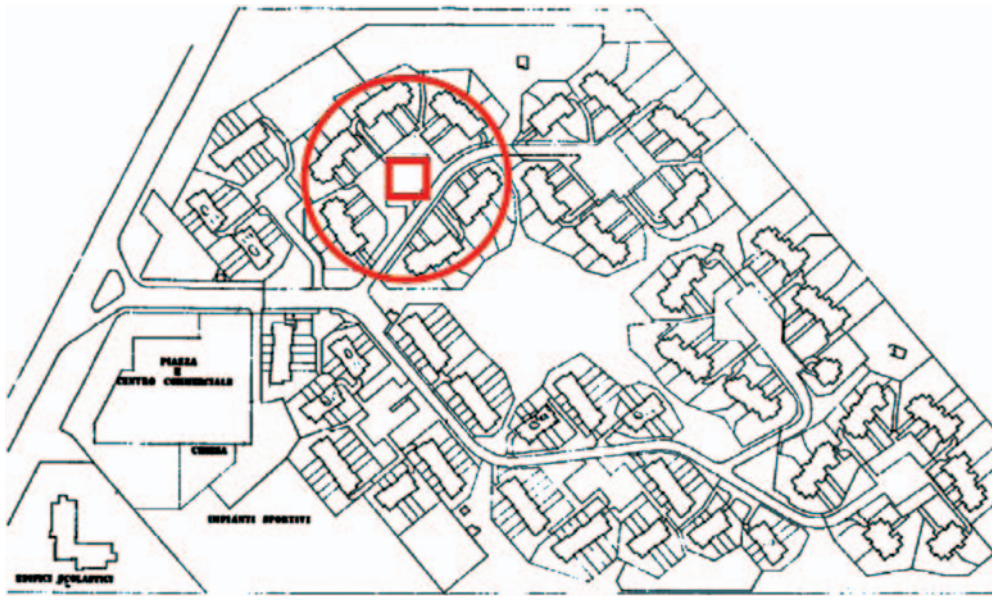 PIAZZA
E
CENTRO COMMERCIALE
CHIESA
IMPIANTI SPORTIVI
EDIFICI SCOLASTICI